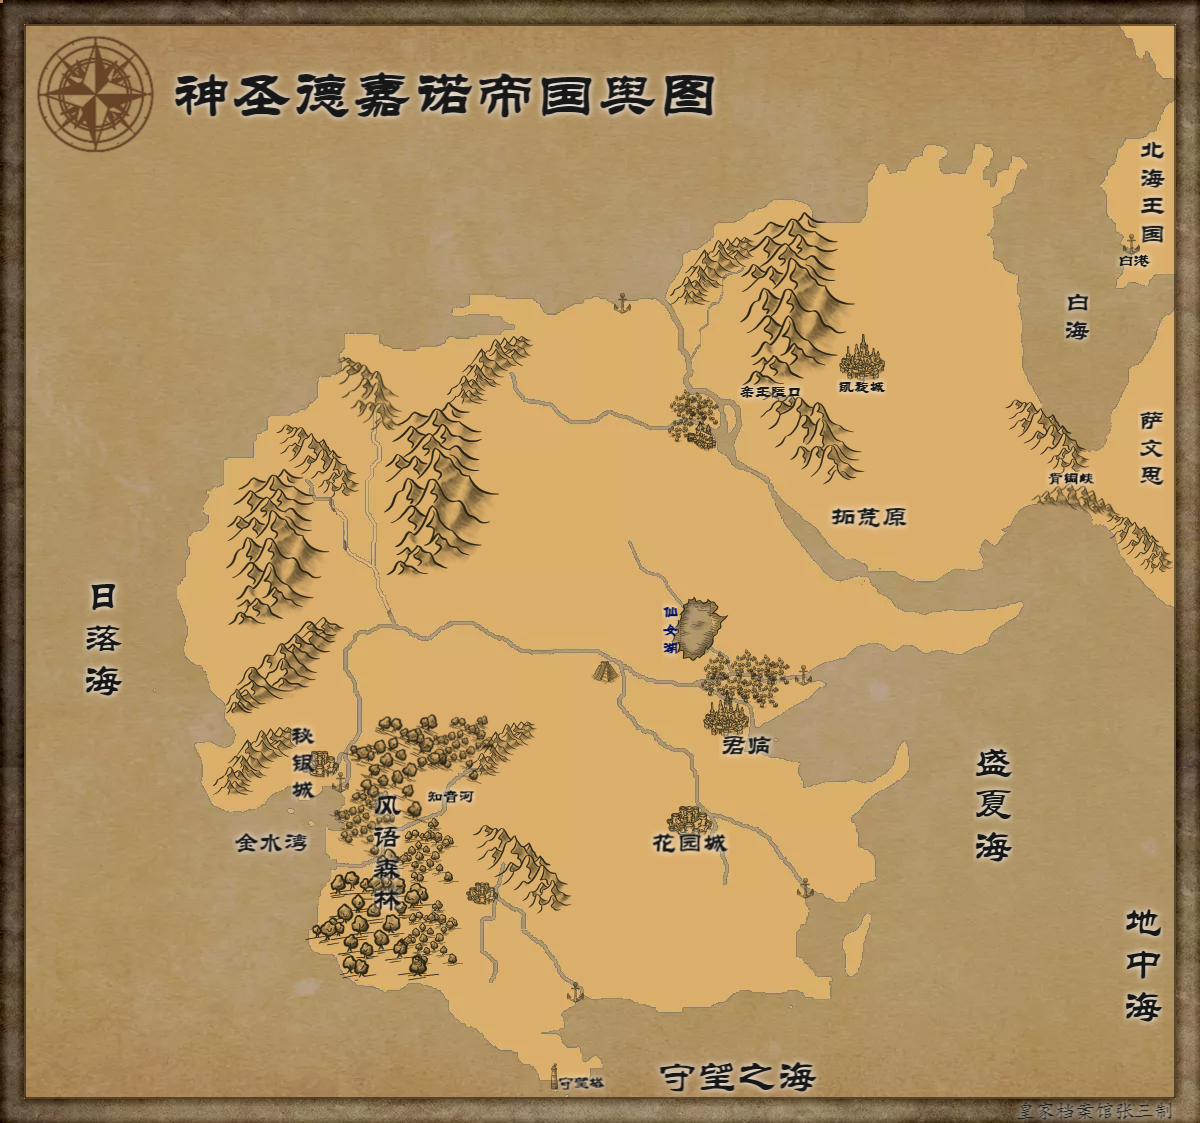 神圣德嘉诺帝国舆图
北海王国
白港
白海
凯旋城
亲王隘口
萨文思
青铜峡
拓荒原
日落海
仙女湖
秘银城
君临
知音河
风语森林
金水湾
花园城
盛夏海
地中海
守望之海
守望塔
皇家档案馆张三制